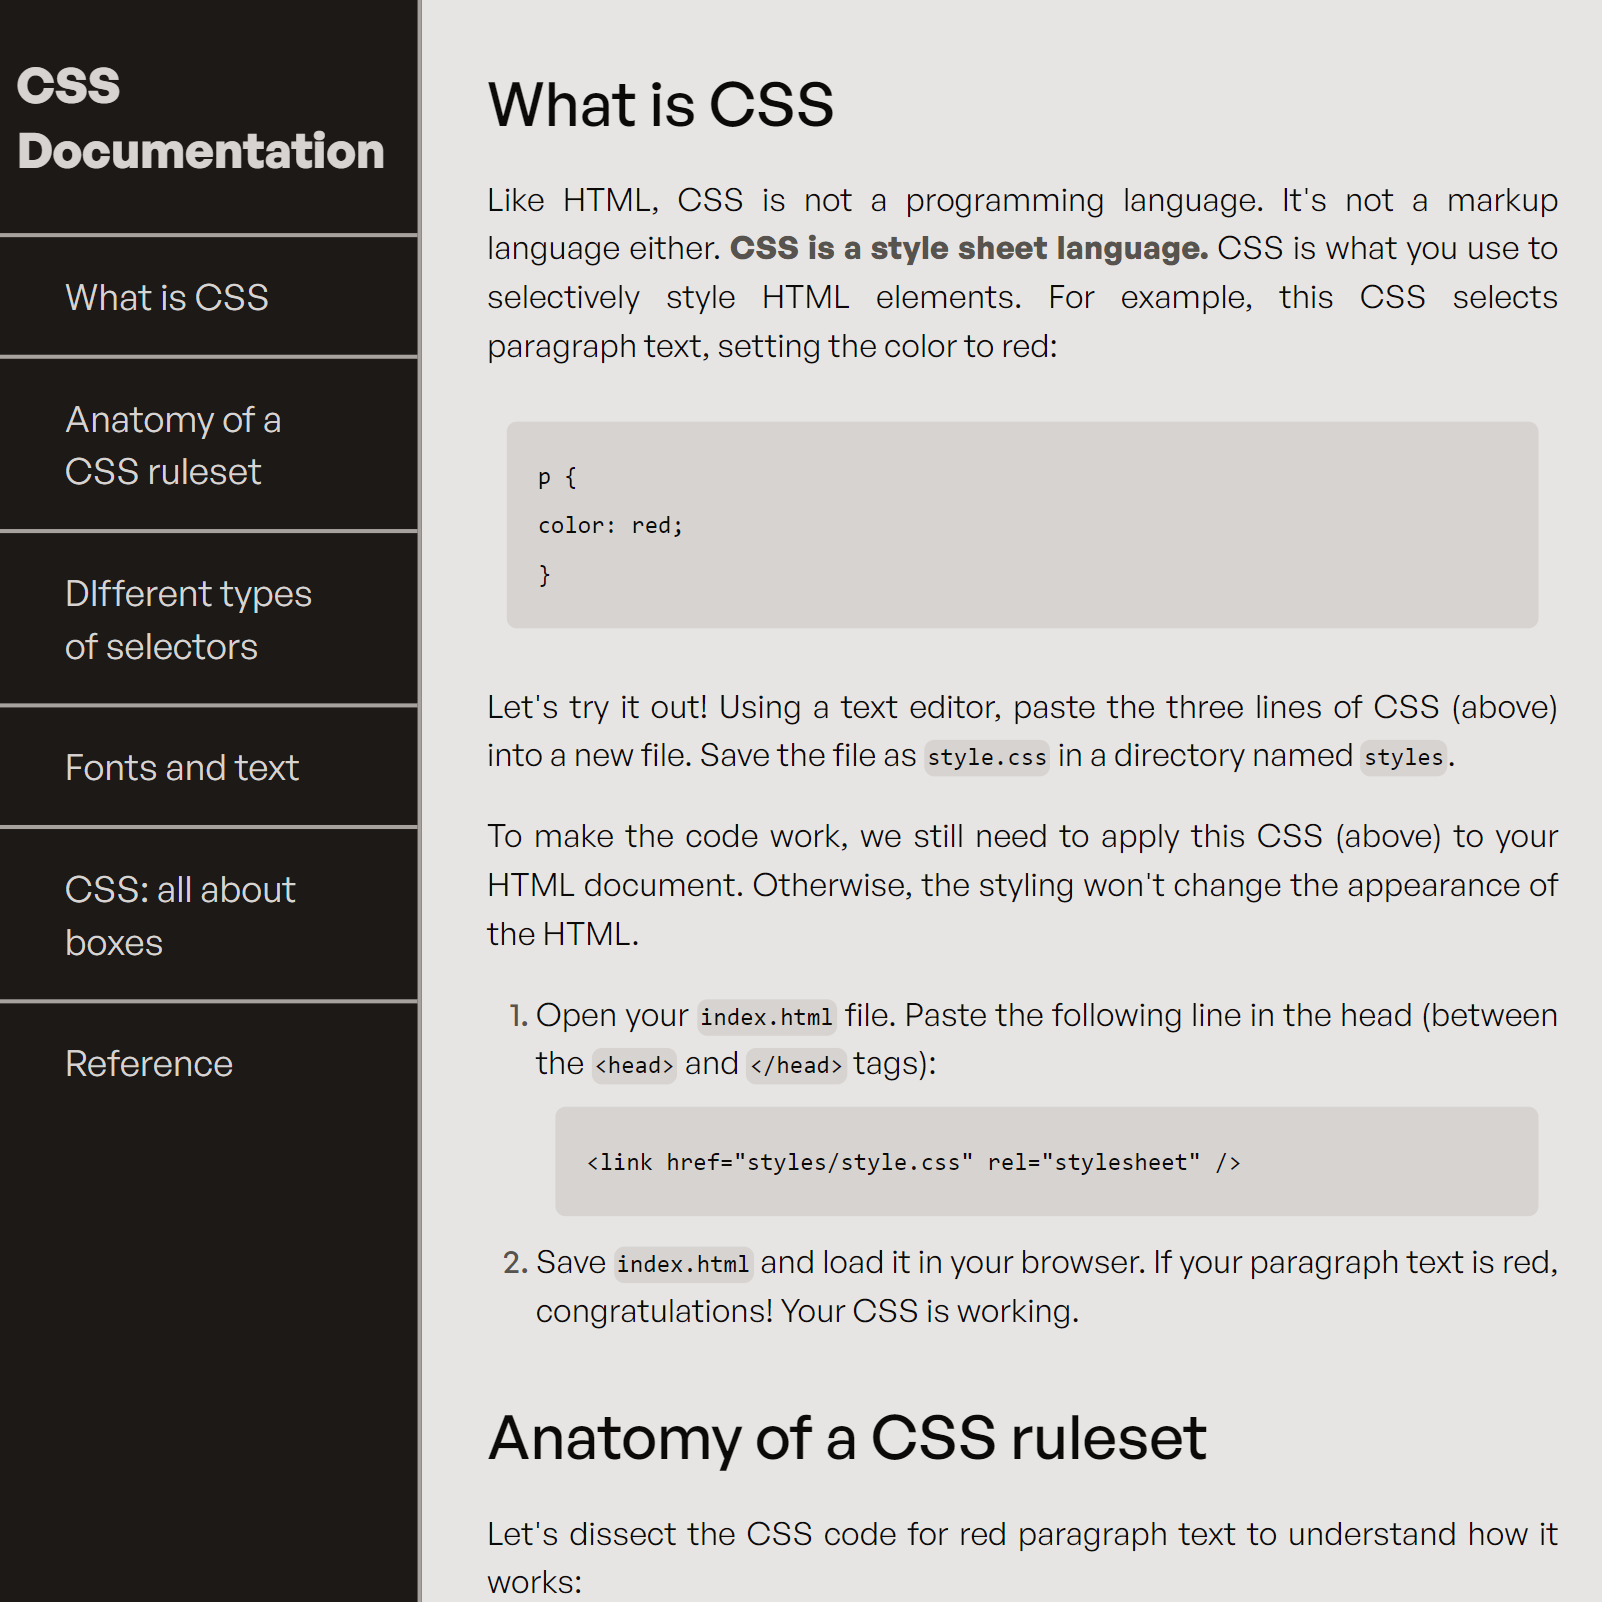 CSS
Documentation
What is CSS
Anatomy of a
CSS ruleset
DIfferent types
of selectors
Fonts and text
CSS: all about
boxes
Reference
What is CSS
Like HTML, CSS is not a programming language. It's not a markup
language either. CSS is a style sheet language. CSS is what you use to
selectively style HTML elements. For example, this CSS selects
paragraph text, setting the color to red:
p {
color: red;
}
Let's try it out! Using a text editor, paste the three lines of CSS (above)
into a new file. Save the file as style.css in a directory named styles.
To make the code work, we still need to apply this CSS (above) to your
HTML document. Otherwise, the styling won't change the appearance of
the HTML.
1. Open your index.html file. Paste the following line in the head (between
the <head> and </head> tags):
<link href="styles/style.css" rel="stylesheet" />
2. Save index.html and load it in your browser. If your paragraph text is red,
congratulations! Your CSS is working.
Anatomy of a CSS ruleset
Let's dissect the CSS code for red paragraph text to understand how it
works: